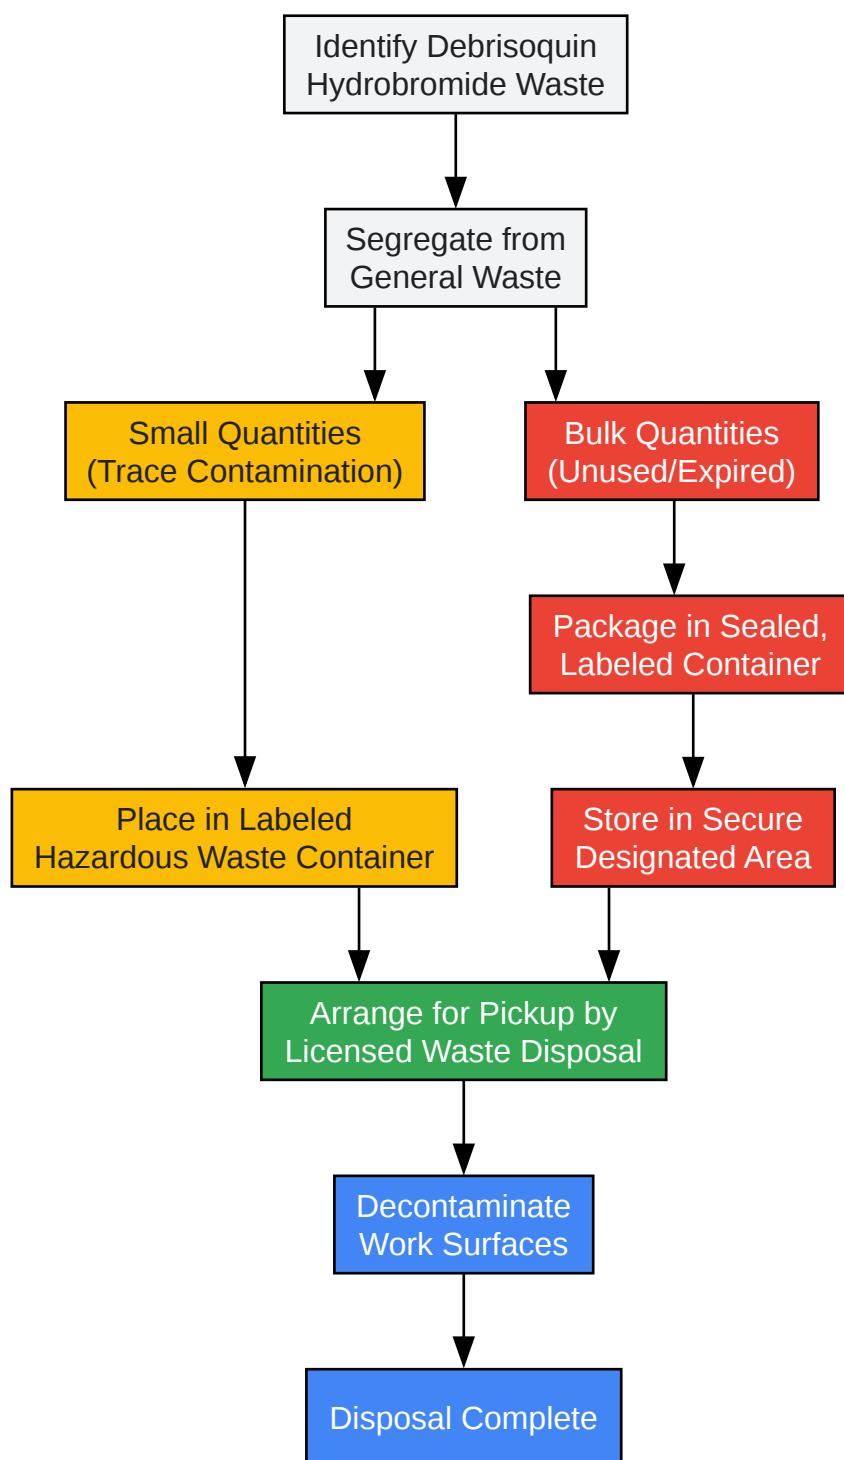 Identify Debrisoquin
Hydrobromide Waste
Segregate from
General Waste
Small Quantities
(Trace Contamination)
Bulk Quantities
(Unused/Expired)
Package in Sealed,
Labeled Container
Place in Labeled
Hazardous Waste Container
Store in Secure
Designated Area
Arrange for Pickup by
Licensed Waste Disposal
Decontaminate
Work Surfaces
Disposal Complete